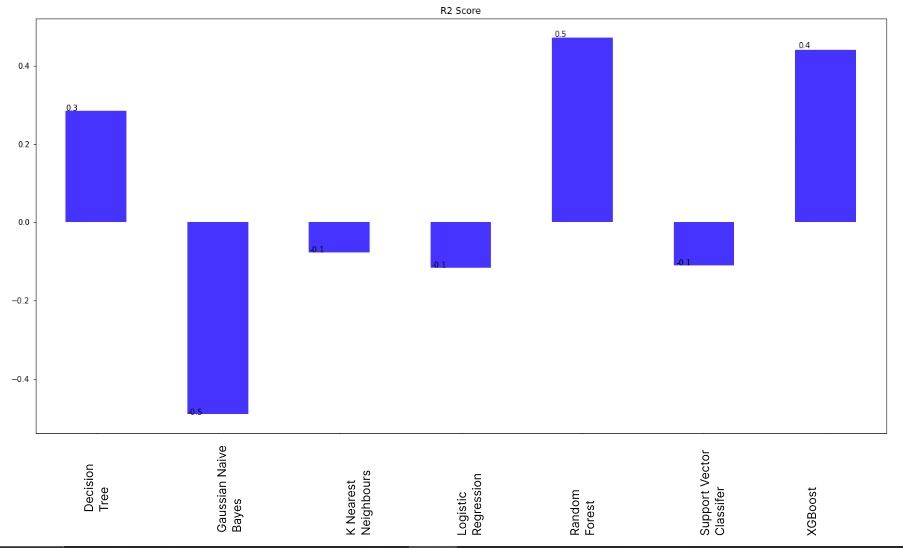 R2 Score
0.4
0.2
0.0
−0.2
−0.4
0.3
-0.5
-0.1
-0.1
0.5
-0.1
0.4
Decision
Tree
Gaussian Naive
Bayes
K Nearest
Neighbours
Logistic
Regression
Random
Forest
Support Vector
Classifer
XGBoost